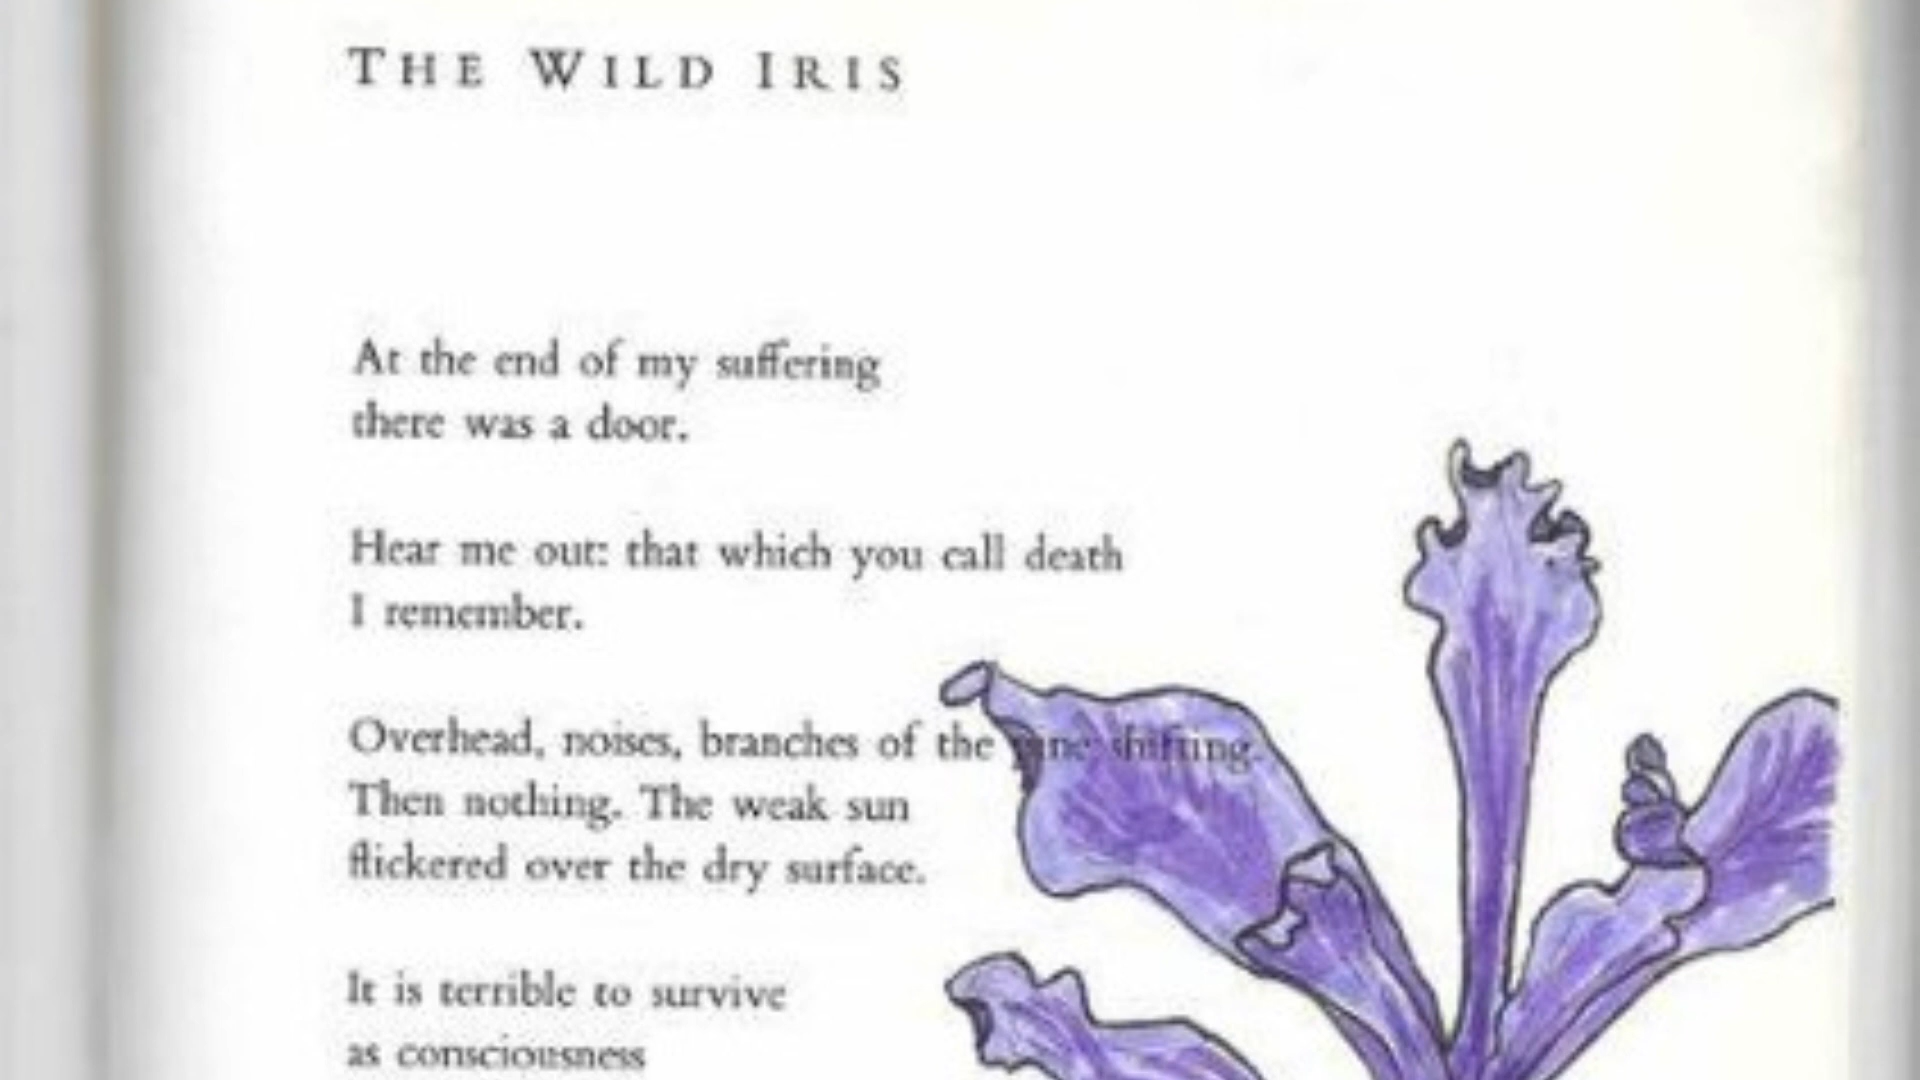 THE WILD IRIS
At the end of my suffering
there was a door.
Hear me out: that which you call death
I remember.
Overhead, noises, branches of the pine shifting.
Then nothing. The weak sun
flickered over the dry surface.
It is terrible to survive
as consciousness